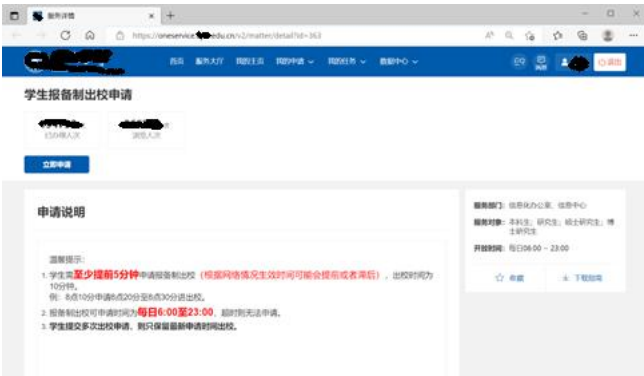 服务详情
https://oneservice. edu.cn/v2/matter/detail?id=363
首页 服务大厅 我的主页 我的申请 我的任务 数据中心
退出
学生报备制出校申请
已办理人次 浏览人次
立即申请
申请说明
温馨提示:
1. 学生需至少提前5分钟申请报备制出校（根据网络情况生效时间可能会提前或者滞后），出校时间为
10分钟。
例：8点10分申请8点20分至8点30分进出校。
2. 报备制出校可申请时间为每日6:00至23:00，超时则无法申请。
3. 学生提交多次出校申请，则只保留最新申请时间出校。
服务部门：信息化办公室、信息中心
服务对象：本科生；研究生；硕士研究生；博
士研究生
开放时间：每日06:00 - 23:00
收藏 下载指南